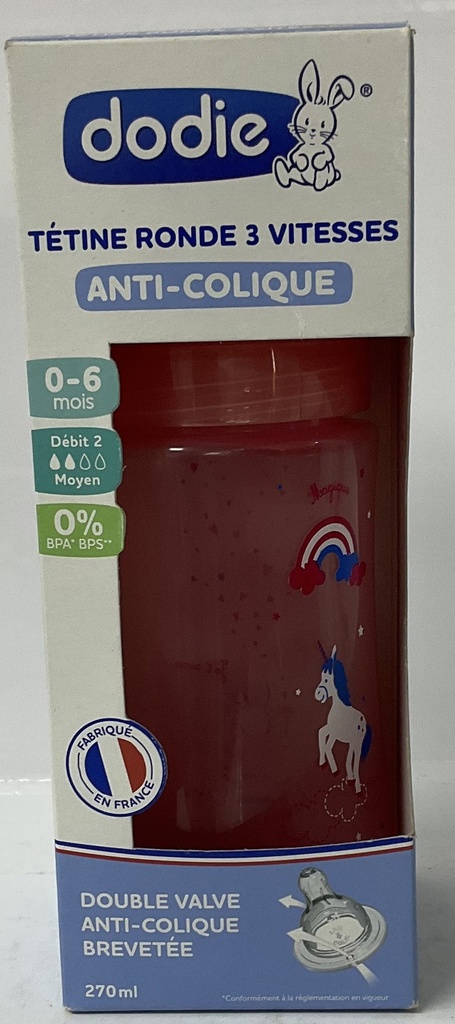 dodie®
TÉTINE RONDE 3 VITESSES
ANTI-COLIQUE
0-6
mois
Débit 2
Moyen
0%
BPA* BPS**
Magique
FABRIQUÉ
EN FRANCE
DOUBLE VALVE
ANTI-COLIQUE
BREVETÉE
270ml
*Conformément à la réglementation en vigueur